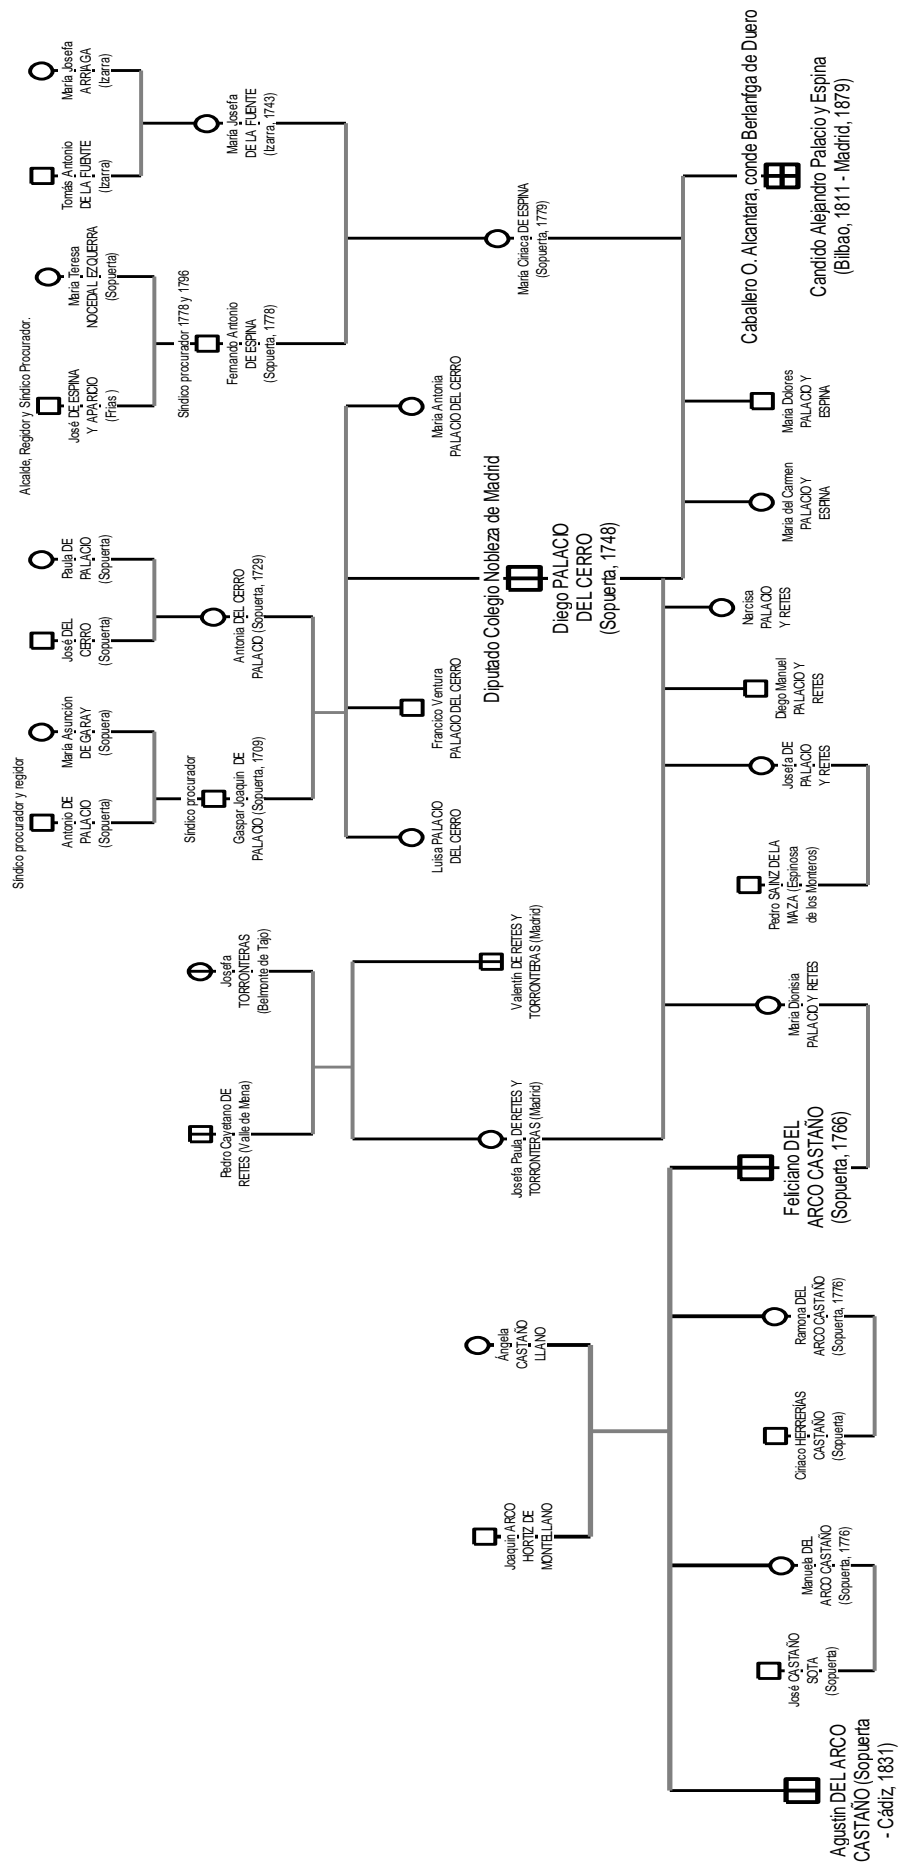 Síndico procurador y regidor
Antonio DE
PALACIO
(Sopuerta)
María Asunción
DE GARAY
(Sopuera)
José DEL
CERRO
(Sopuerta)
Paula DE
PALACIO
(Sopuerta)
Alcalde, Regidor y Síndico Procurador.
José DE ESPINA
Y APARICIO
(Frías )
María Teresa
NOCEDAL EZQUERRA
(Sopuerta)
Tomás Antonio
DE LA FUENTE
(Izarra)
María Josefa
ARRIAGA
(Izarra)
Pedro Cayetano DE
RETES (Valle de Mena)
Josefa
TORRONTERAS
(Belmonte de Tajo)
Síndico procurador
Gaspar Joaquín DE
PALACIO (Sopuerta, 1709)
Antonia DEL CERRO
PALACIO (Sopuerta, 1729)
Síndico procurador 1778 y 1796
Fernando Antonio
DE ESPINA
(Sopuerta, 1778)
María Josefa
DE LA FUENTE
(Izarra, 1743)
Luisa PALACIO
DEL CERRO
Francico Ventura
PALACIO DEL CERRO
María Antonia
PALACIO DEL CERRO
Joaquín ARCO
HORTIZ DE
MONTELLANO
Ángela
CASTAÑO
LLANO
Josefa Paula DE RETES Y
TORRONTERAS (Madrid)
Valentín DE RETES Y
TORRONTERAS (Madrid)
Diputado Colegio Nobleza de Madrid
Diego PALACIO
DEL CERRO
(Sopuerta, 1748)
María Ciriaca DE ESPINA
(Sopuerta, 1779)
Agustín DEL ARCO
CASTAÑO (Sopuerta
- Cádiz, 1831)
José CASTAÑO
SOTA
(Sopuerta)
Manuela DEL
ARCO CASTAÑO
(Sopuerta, 1776)
Ciriaco HERRERÍAS
CASTAÑO
(Sopuerta)
Ramona DEL
ARCO CASTAÑO
(Sopuerta, 1776)
Feliciano DEL
ARCO CASTAÑO
(Sopuerta, 1766)
María Dionisia
PALACIO Y RETES
Pedro SAINZ DE LA
MAZA (Espinosa
de los Monteros)
Josefa DE
PALACIO
Y RETES
Diego Manuel
PALACIO Y
RETES
Narcisa
PALACIO
Y RETES
María del Carmen
PALACIO Y
ESPINA
María Dolores
PALACIO Y
ESPINA
Caballero O. Alcantara, conde Berlanfga de Duero
Candido Alejandro Palacio y Espina
(Bilbao, 1811 - Madrid, 1879)